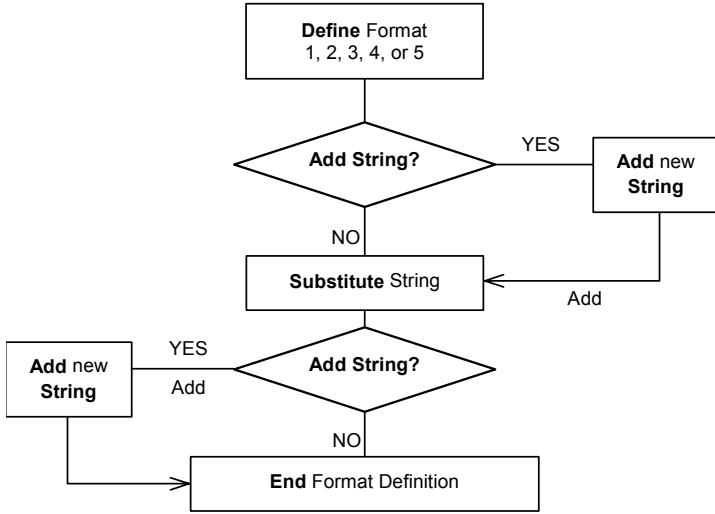 Define Format
1, 2, 3, 4, or 5
Add String?
YES
Add new
String
NO
Substitute String
Add
Add String?
YES
Add
Add new
String
NO
End Format Definition